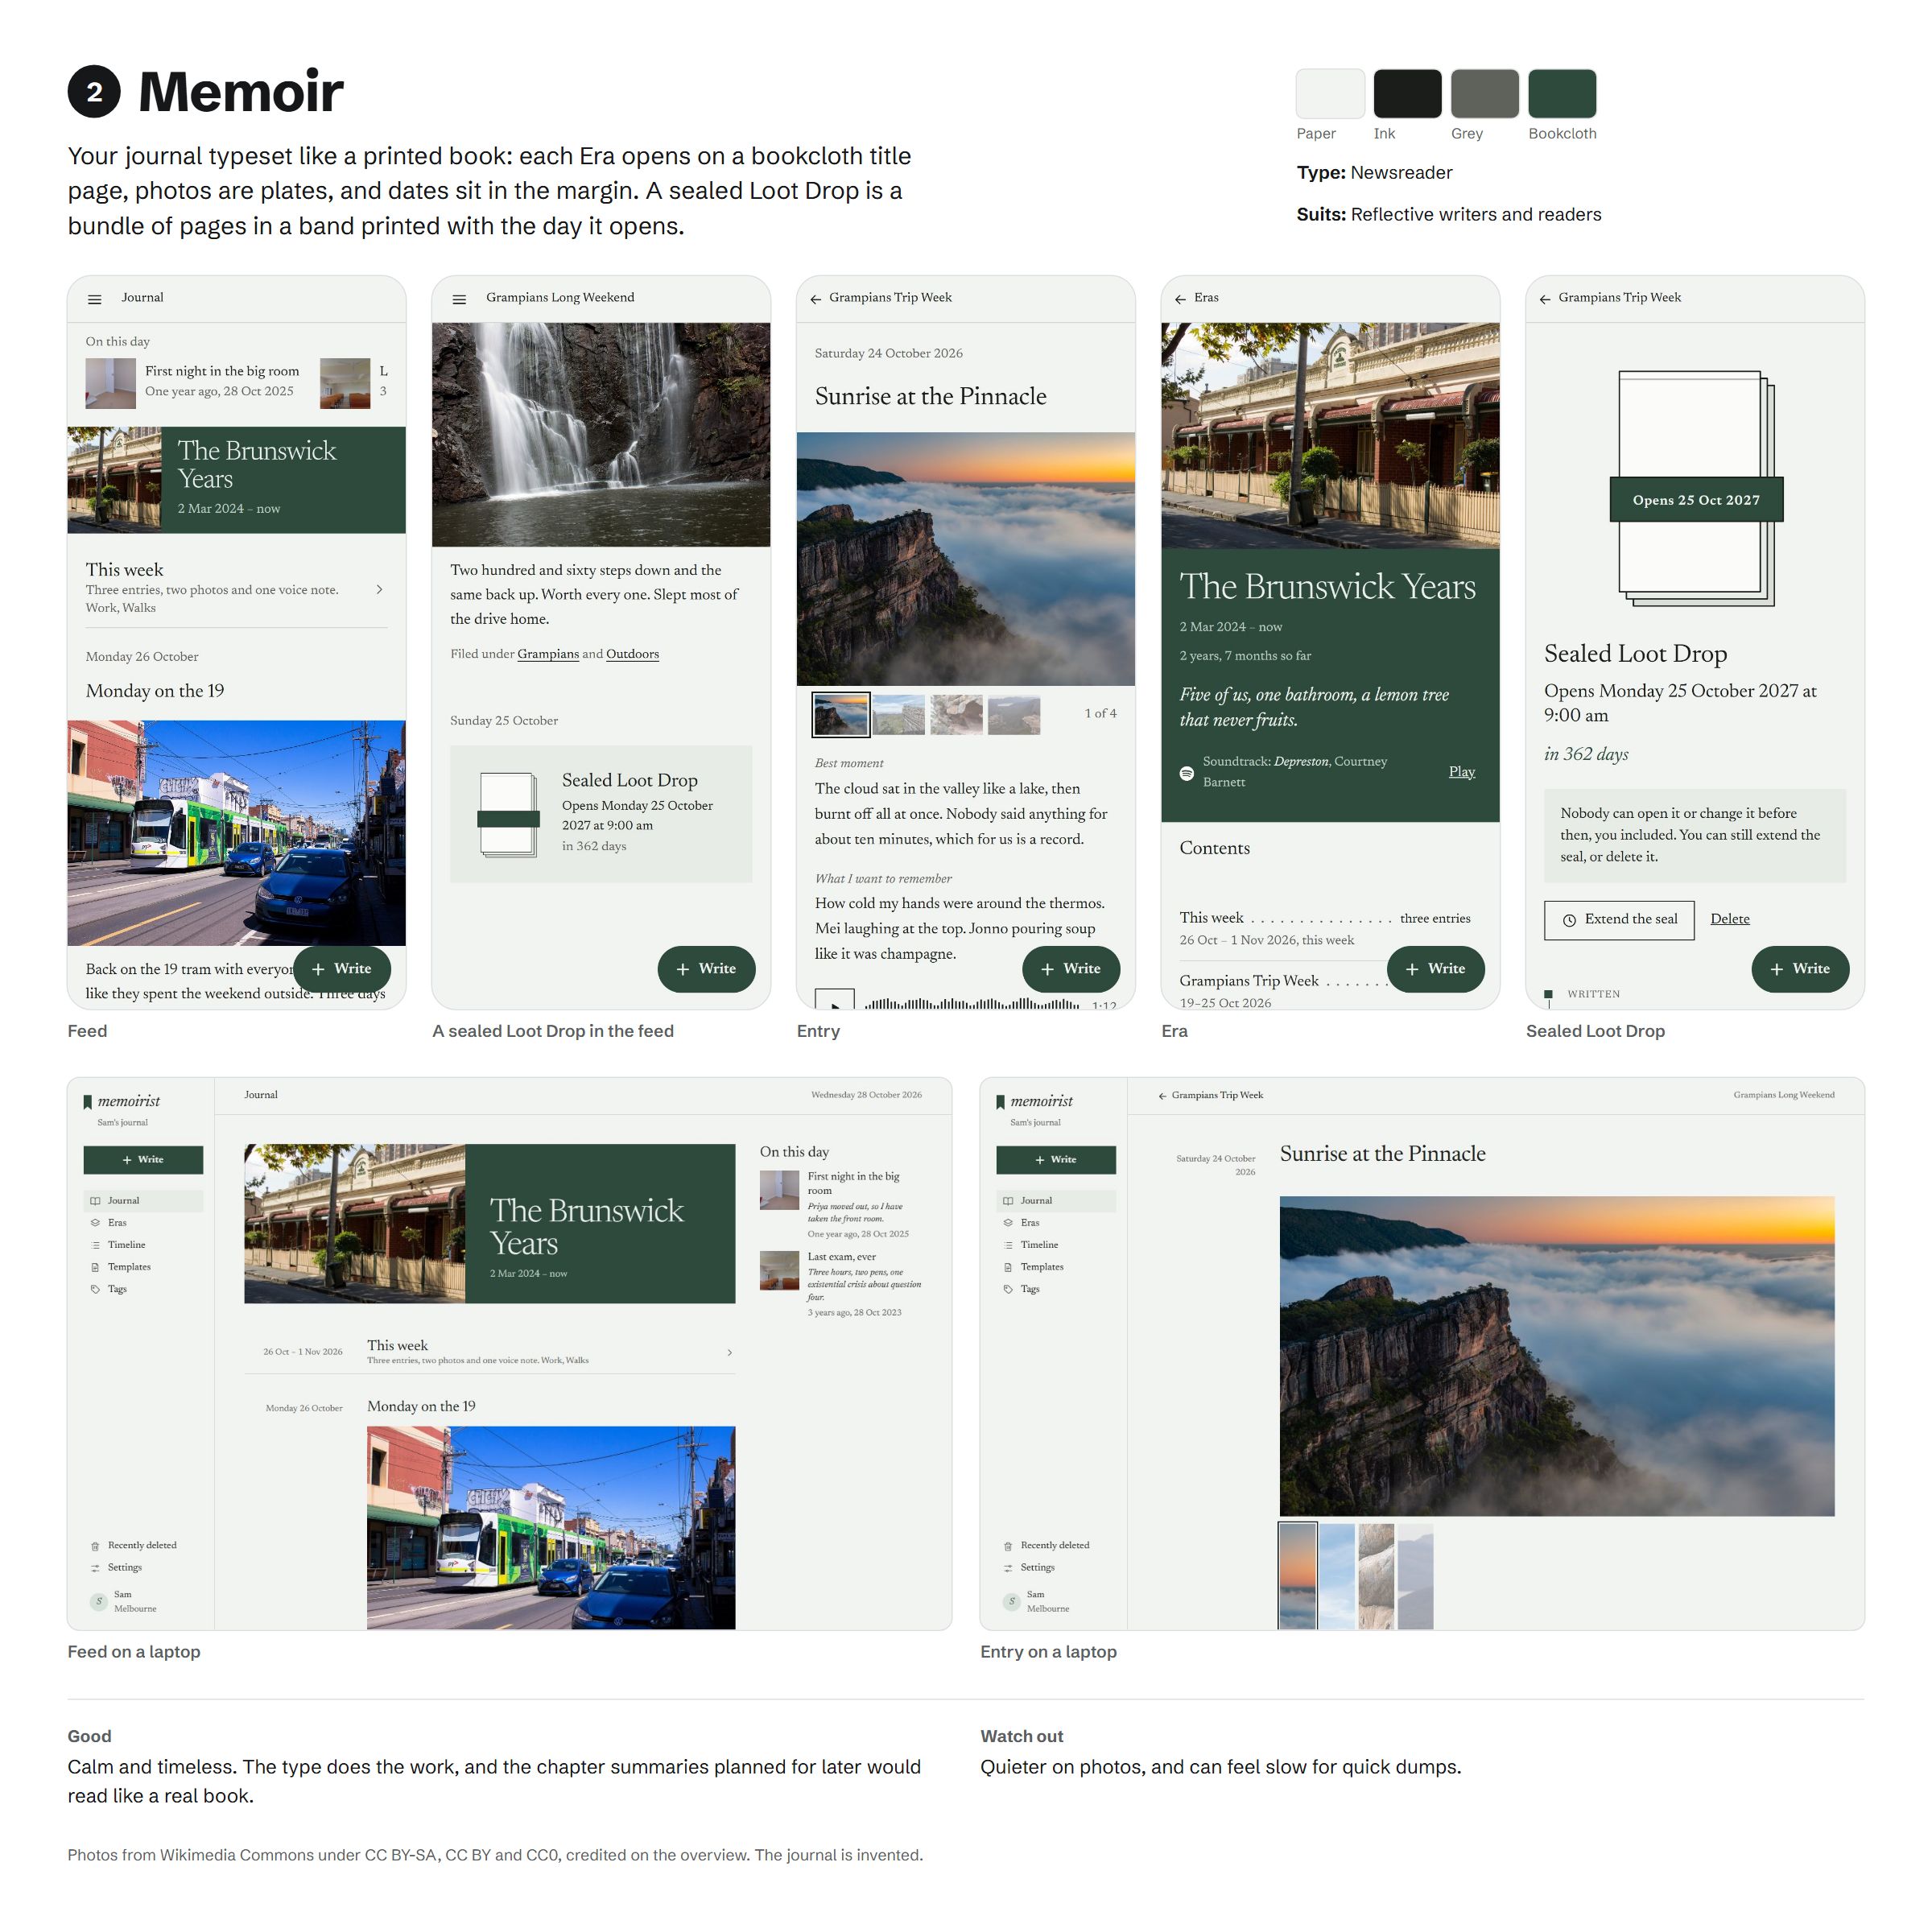 2 Memoir
Your journal typeset like a printed book: each Era opens on a bookcloth title
page, photos are plates, and dates sit in the margin. A sealed Loot Drop is a
bundle of pages in a band printed with the day it opens.
Paper Ink Grey Bookcloth
Type: Newsreader
Suits: Reflective writers and readers
Journal
On this day
First night in the big room
One year ago, 28 Oct 2025
L
3
The Brunswick
Years
2 Mar 2024 – now
This week
Three entries, two photos and one voice note.
Work, Walks
Monday 26 October
Monday on the 19
Back on the 19 tram with everyon
like they spent the weekend outside. Three days
+ Write
Feed
Grampians Long Weekend
Two hundred and sixty steps down and the
same back up. Worth every one. Slept most of
the drive home.
Filed under Grampians and Outdoors
Sunday 25 October
Sealed Loot Drop
Opens Monday 25 October
2027 at 9:00 am
in 362 days
+ Write
A sealed Loot Drop in the feed
← Grampians Trip Week
Saturday 24 October 2026
Sunrise at the Pinnacle
1 of 4
Best moment
The cloud sat in the valley like a lake, then
burnt off all at once. Nobody said anything for
about ten minutes, which for us is a record.
What I want to remember
How cold my hands were around the thermos.
Mei laughing at the top. Jonno pouring soup
like it was champagne.
+ Write
1:12
Entry
← Eras
The Brunswick Years
2 Mar 2024 – now
2 years, 7 months so far
Five of us, one bathroom, a lemon tree
that never fruits.
Soundtrack: Depreston, Courtney
Barnett
Play
Contents
This week . . . . . . . . . . . . . . . three entries
26 Oct – 1 Nov 2026, this week
Grampians Trip Week . . . . . . .
19–25 Oct 2026
+ Write
Era
← Grampians Trip Week
Opens 25 Oct 2027
Sealed Loot Drop
Opens Monday 25 October 2027 at
9:00 am
in 362 days
Nobody can open it or change it before
then, you included. You can still extend the
seal, or delete it.
Extend the seal
Delete
+ Write
WRITTEN
Sealed Loot Drop
memoirist
Sam's journal
+ Write
Journal
Eras
Timeline
Templates
Tags
Recently deleted
Settings
S
Sam
Melbourne
Journal
Wednesday 28 October 2026
The Brunswick
Years
2 Mar 2024 – now
On this day
First night in the big
room
Priya moved out, so I have
taken the front room.
One year ago, 28 Oct 2025
Last exam, ever
Three hours, two pens, one
existential crisis about question
four.
3 years ago, 28 Oct 2023
26 Oct – 1 Nov 2026
This week
Three entries, two photos and one voice note. Work, Walks
Monday 26 October
Monday on the 19
Feed on a laptop
memoirist
Sam's journal
+ Write
Journal
Eras
Timeline
Templates
Tags
Recently deleted
Settings
S
Sam
Melbourne
← Grampians Trip Week
Grampians Long Weekend
Saturday 24 October
2026
Sunrise at the Pinnacle
Entry on a laptop
Good
Calm and timeless. The type does the work, and the chapter summaries planned for later would
read like a real book.
Watch out
Quieter on photos, and can feel slow for quick dumps.
Photos from Wikimedia Commons under CC BY-SA, CC BY and CC0, credited on the overview. The journal is invented.